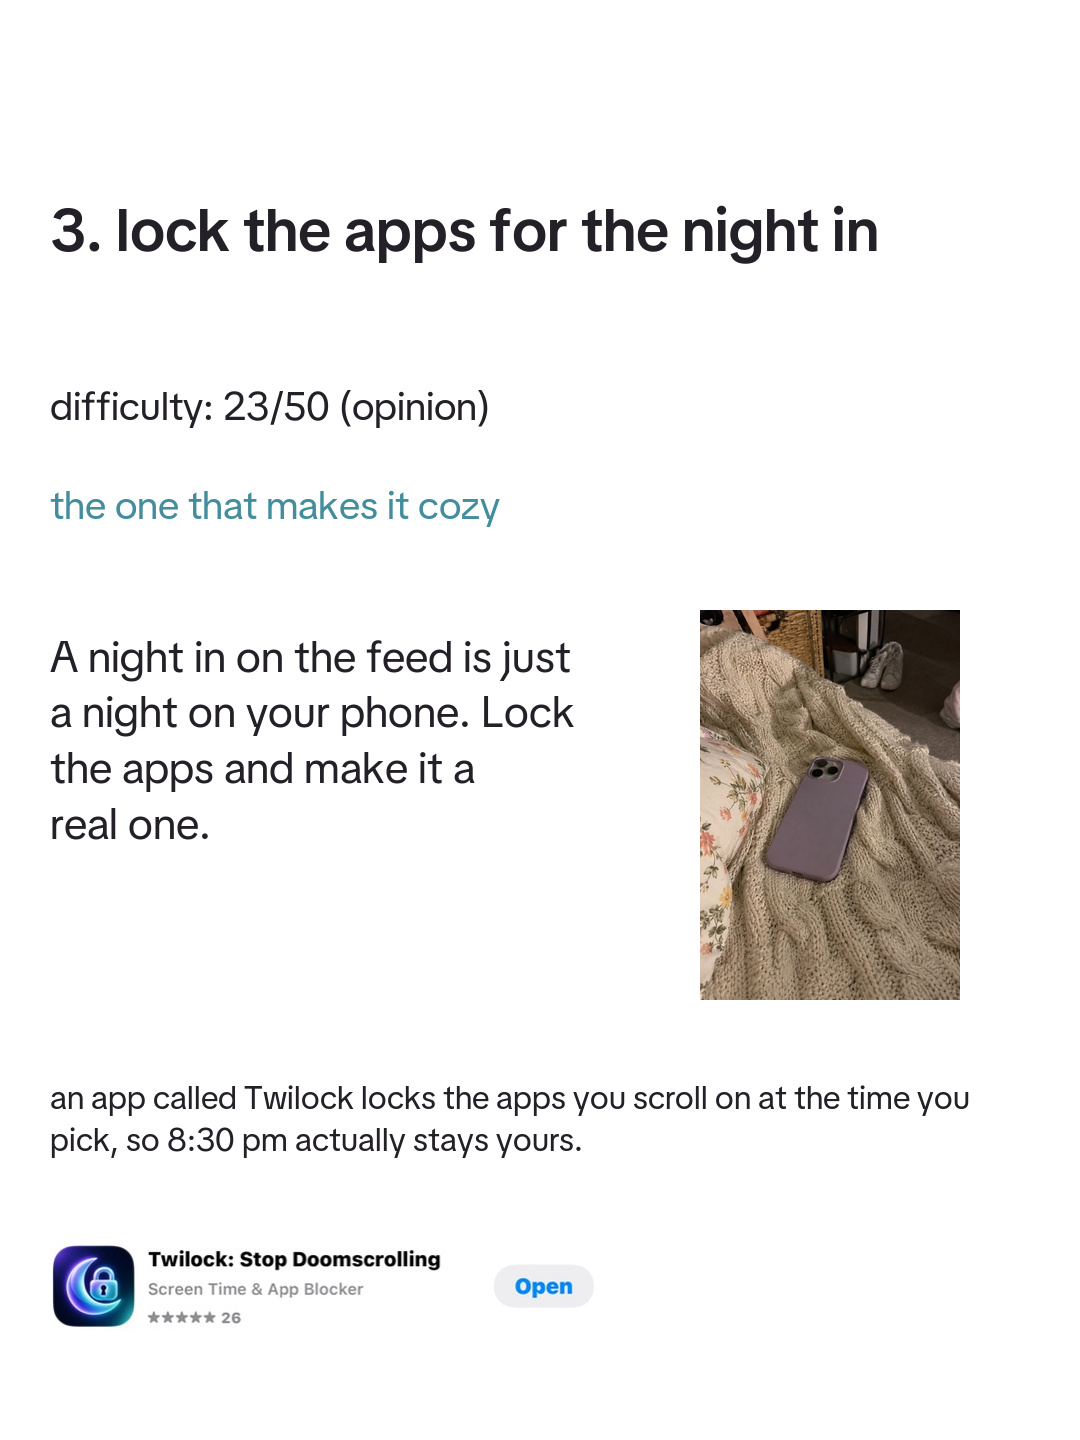 3. lock the apps for the night in
difficulty: 23/50 (opinion)
the one that makes it cozy
A night in on the feed is just
a night on your phone. Lock
the apps and make it a
real one.
an app called Twilock locks the apps you scroll on at the time you
pick, so 8:30 pm actually stays yours.
Twilock: Stop Doomscrolling
Screen Time & App Blocker
★★★★★ 26
Open